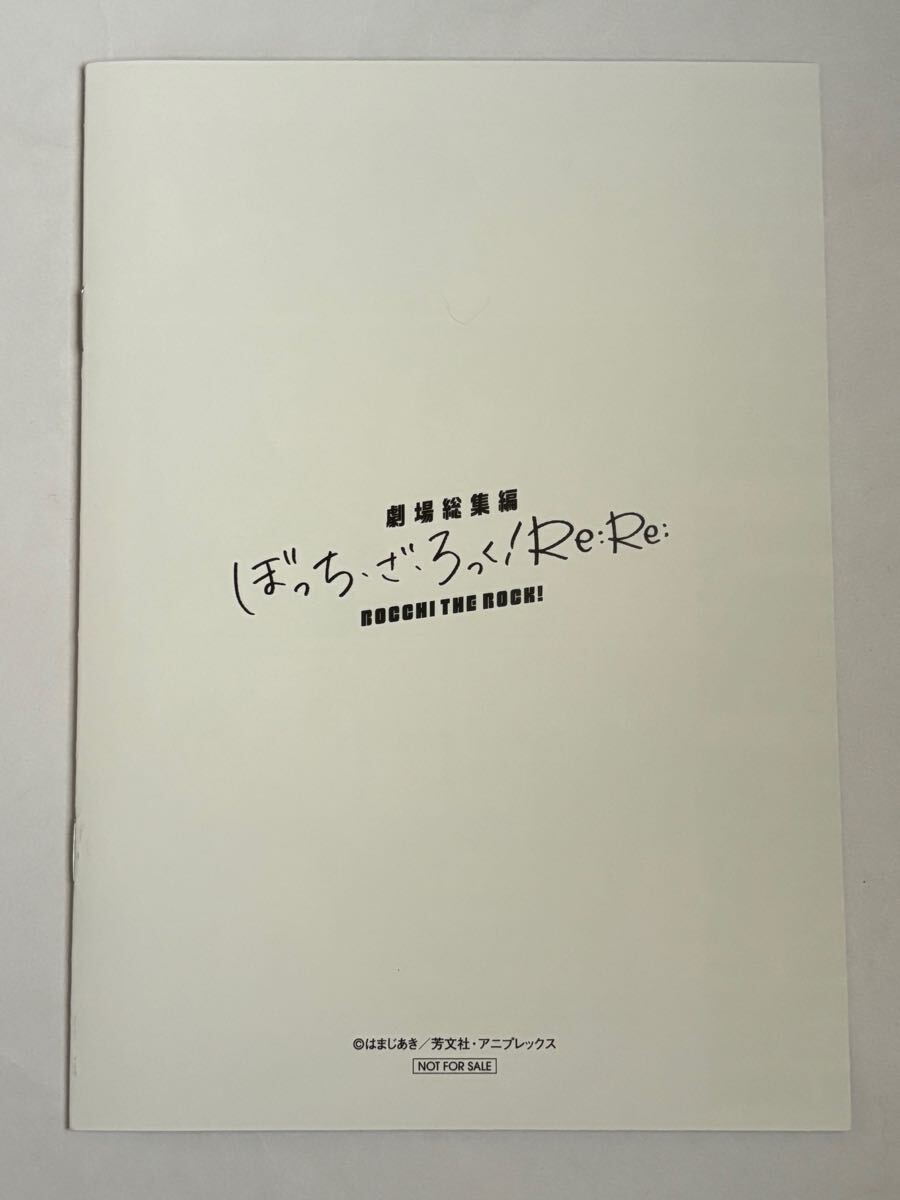 劇場総集編
ぼっち・ざ・ろっく！Re:Re:
BOCCHI THE ROCK!
©はまじあき／芳文社・アニプレックス
NOT FOR SALE